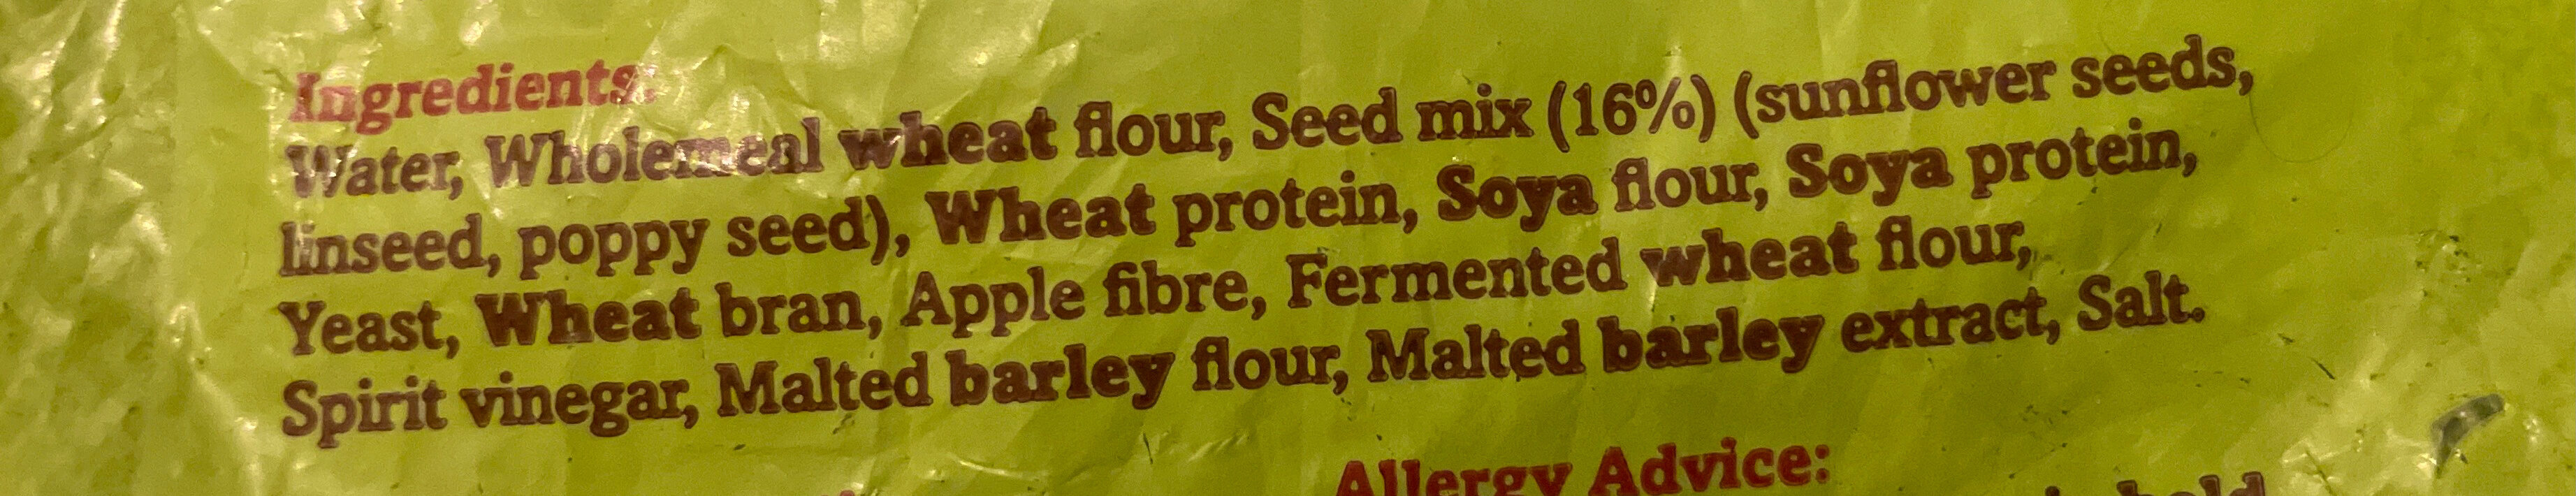 Ingredients:
Water, Wholemeal wheat flour, Seed mix (16%) (sunflower seeds,
linseed, poppy seed), Wheat protein, Soya flour, Soya protein,
Yeast, Wheat bran, Apple fibre, Fermented wheat flour,
Spirit vinegar, Malted barley flour, Malted barley extract, Salt.
Allergy Advice:
in bold